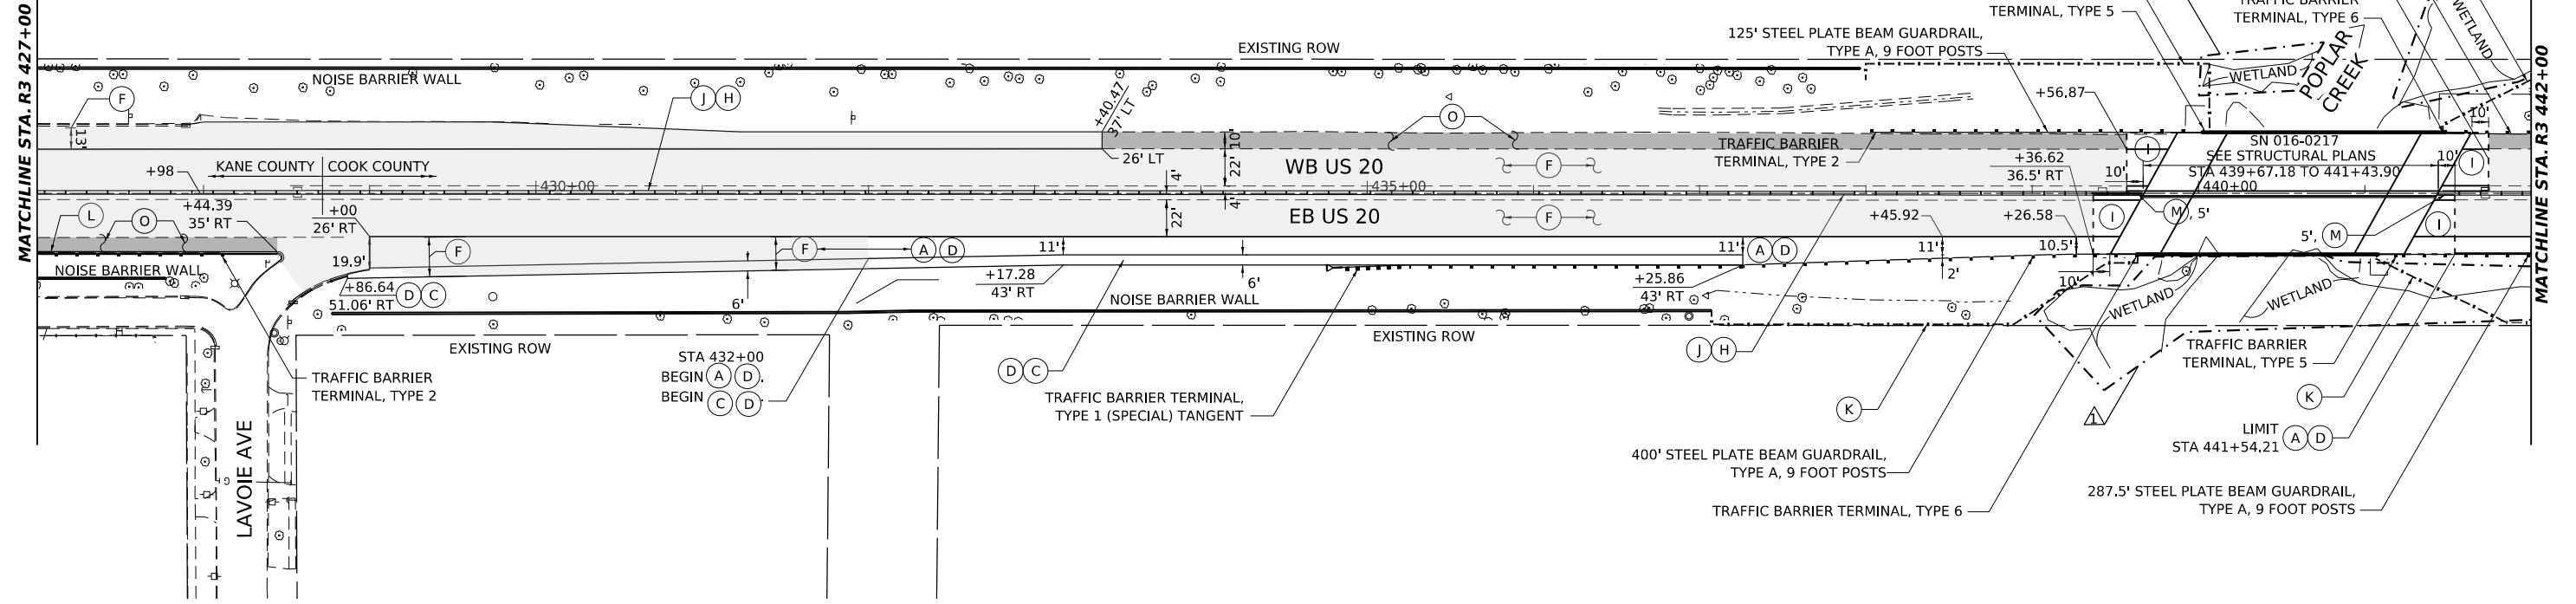 MATCHLINE STA. R3 427+00
EXISTING ROW
NOISE BARRIER WALL
F
13'
J H
+40.47
37' LT
26' LT
10'
22'
4'
4'
22'
O
125' STEEL PLATE BEAM GUARDRAIL,
TYPE A, 9 FOOT POSTS
TERMINAL, TYPE 5
TRAFFIC BARRIER
TERMINAL, TYPE 6
WETLAND
WETLAND
POPLAR
CREEK
+56.87
10'
MATCHLINE STA. R3 442+00
KANE COUNTY
COOK COUNTY
+98
430+00
WB US 20
F
435+00
TRAFFIC BARRIER
TERMINAL, TYPE 2
+36.62
36.5' RT
10'
I
SN 016-0217
SEE STRUCTURAL PLANS
STA 439+67.18 TO 441+43.90
440+00
10'
I
L
O
+44.39
35' RT
+00
26' RT
EB US 20
F
+45.92
+26.58
I
M, 5'
5', M
I
NOISE BARRIER WALL
19.9'
F
F
A D
11'
11'
A D
11'
10.5'
+86.64
51.06' RT
D C
6'
+17.28
43' RT
6'
+25.86
43' RT
2'
10'
NOISE BARRIER WALL
WETLAND
WETLAND
EXISTING ROW
EXISTING ROW
STA 432+00
BEGIN A D.
BEGIN C D.
D C
J H
TRAFFIC BARRIER
TERMINAL, TYPE 5
TRAFFIC BARRIER
TERMINAL, TYPE 2
TRAFFIC BARRIER TERMINAL,
TYPE 1 (SPECIAL) TANGENT
K
1
K
LIMIT
STA 441+54.21
A D
LAVOIE AVE
400' STEEL PLATE BEAM GUARDRAIL,
TYPE A, 9 FOOT POSTS
287.5' STEEL PLATE BEAM GUARDRAIL,
TYPE A, 9 FOOT POSTS
TRAFFIC BARRIER TERMINAL, TYPE 6